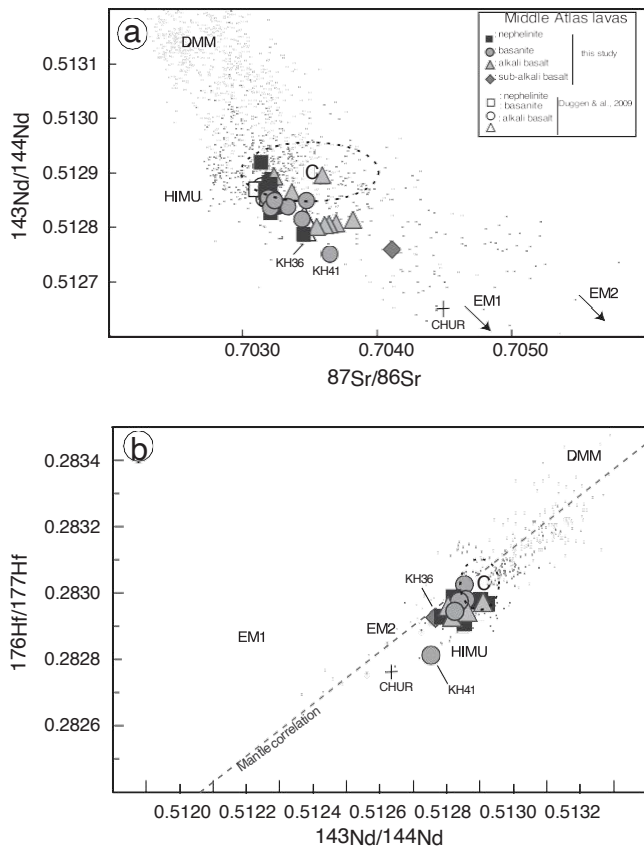 a
DMM
0.5131
0.5130
0.5129
0.5128
0.5127
143Nd/144Nd
HIMU
C
KH36
KH41
CHUR
EM1
EM2
0.7030
0.704
0.7050
87Sr/86Sr
Middle Atlas lavas
: nephelinite
basanite
alkali basalt
sub-alkali basalt
this study
: nephelinite
: basanite
: alkali basalt
Duggen & al., 2009
b
0.2834
0.2832
0.2830
0.2828
0.2826
176Hf/177Hf
DMM
KH36
C
EM1
EM2
HIMU
CHUR
KH41
Mantle correlation
0.5120
0.5122
0.5124
0.5126
0.5128
0.5130
0.5132
143Nd/144Nd